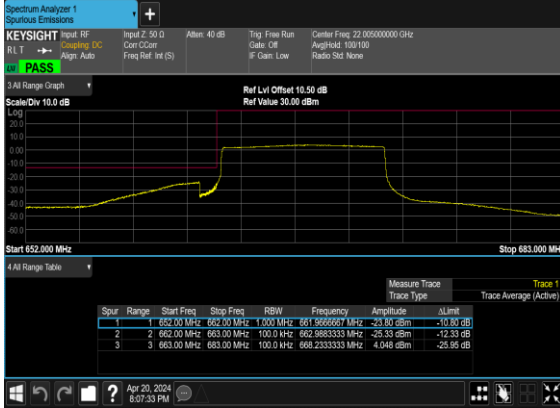 Spectrum Analyzer 1
Spurious Emissions
+
KEYSIGHT Input: RF Input Z: 50 Ω Atten: 40 dB Trig: Free Run Center Freq: 22.005000000 GHz
RLT Coupling: DC Corr CCorr Gate: Off Avg|Hold: 100/100
Align: Auto Freq Ref: Int (S) IF Gain: Low Radio Std: None
PASS
3 All Range Graph
Ref Lvl Offset 10.50 dB
Scale/Div 10.0 dB Ref Value 30.00 dBm
Log
20.0
10.0
0.00
-10.0
-20.0
-30.0
-40.0
-50.0
-60.0
Start 652.000 MHz Stop 683.000 MHz
4 All Range Table
Measure Trace Trace 1
Trace Type Trace Average (Active)
Spur Range Start Freq Stop Freq RBW Frequency Amplitude ΔLimit
1 1 652.00 MHz 662.00 MHz 1.000 MHz 661.9666667 MHz -23.80 dBm -10.80 dB
2 2 662.00 MHz 663.00 MHz 100.0 kHz 662.9883333 MHz -25.33 dBm -12.33 dB
3 3 663.00 MHz 683.00 MHz 100.0 kHz 668.2333333 MHz 4.048 dBm -25.95 dB
? Apr 20, 2024
8:07:33 PM